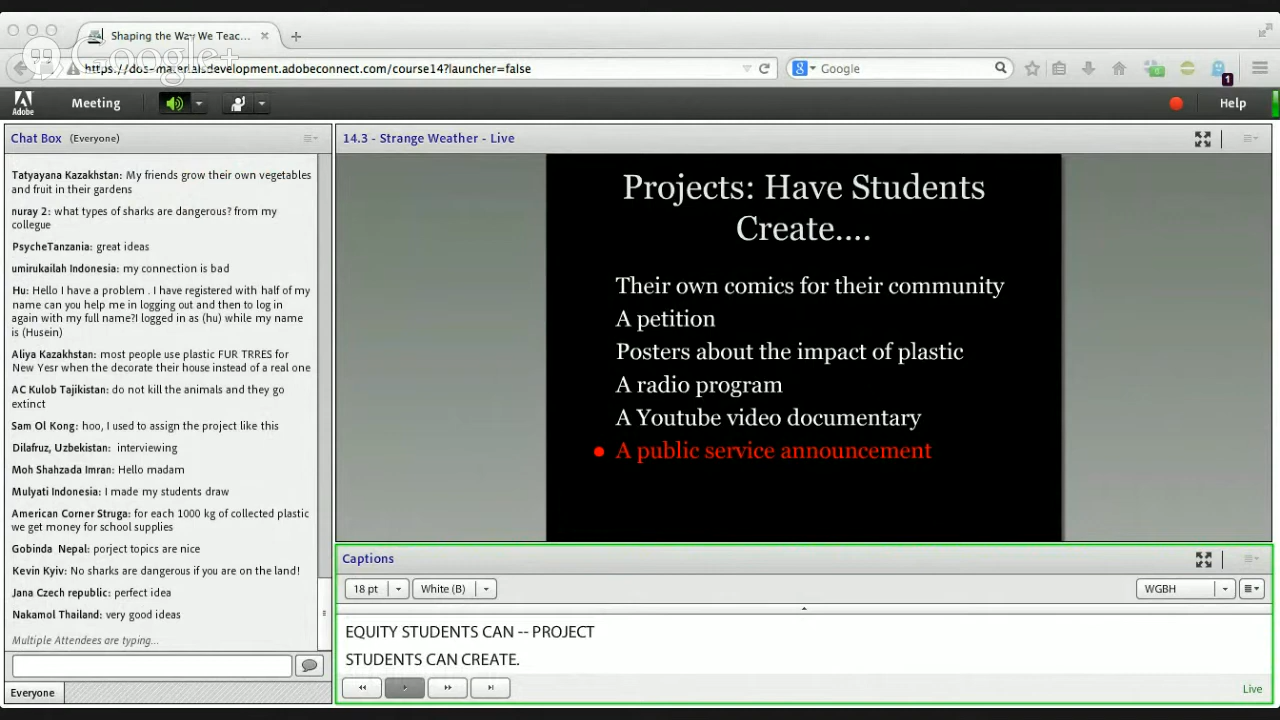 Shaping the Way We Teac...
Google+
https://dos-materialsdevelopment.adobeconnect.com/course14?launcher=false
Google
1
Adobe
Meeting
Help
Chat Box (Everyone)
Tatyayana Kazakhstan: My friends grow their own vegetables
and fruit in their gardens
nuray 2: what types of sharks are dangerous? from my
collegue
PsycheTanzania: great ideas
umirukailah Indonesia: my connection is bad
Hu: Hello I have a problem . I have registered with half of my
name can you help me in logging out and then to log in
again with my full name?I logged in as (hu) while my name
is (Husein)
Aliya Kazakhstan: most people use plastic FUR TRRES for
New Yesr when the decorate their house instead of a real one
AC Kulob Tajikistan: do not kill the animals and they go
extinct
Sam Ol Kong: hoo, I used to assign the project like this
Dilafruz, Uzbekistan: interviewing
Moh Shahzada Imran: Hello madam
Mulyati Indonesia: I made my students draw
American Corner Struga: for each 1000 kg of collected plastic
we get money for school supplies
Gobinda Nepal: porject topics are nice
Kevin Kyiv: No sharks are dangerous if you are on the land!
Jana Czech republic: perfect idea
Nakamol Thailand: very good ideas
Multiple Attendees are typing...
Everyone
14.3 - Strange Weather - Live
Projects: Have Students
Create....
Their own comics for their community
A petition
Posters about the impact of plastic
A radio program
A Youtube video documentary
A public service announcement
Captions
18 pt
White (B)
WGBH
EQUITY STUDENTS CAN -- PROJECT
STUDENTS CAN CREATE.
Live